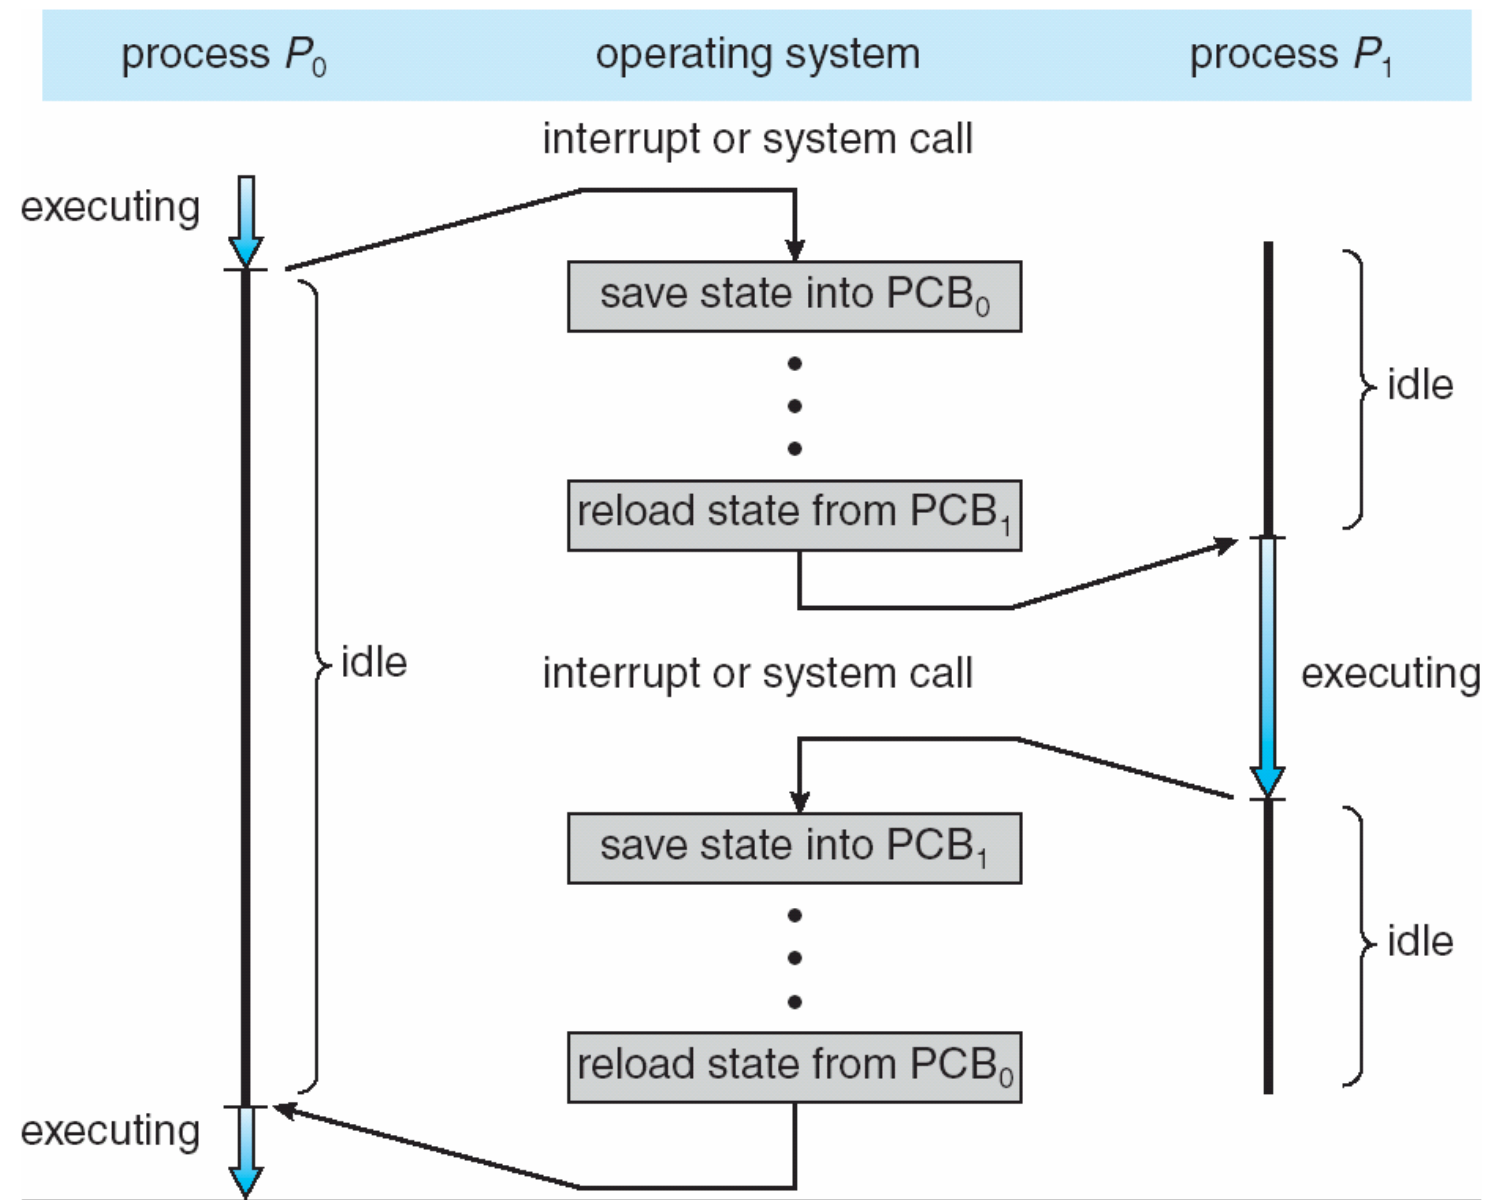 process P₀ operating system process P₁
interrupt or system call
executing
save state into PCB₀
idle
reload state from PCB₁
idle
interrupt or system call
executing
save state into PCB₁
idle
reload state from PCB₀
executing